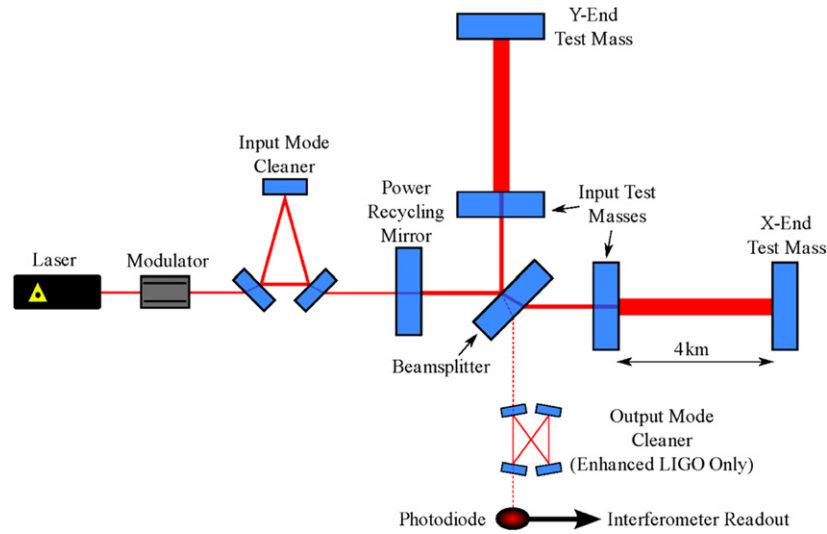 Y-End
Test Mass
Input Mode
Cleaner
Power
Recycling
Mirror
Input Test
Masses
X-End
Test Mass
Laser
Modulator
Beamsplitter
4km
Output Mode
Cleaner
(Enhanced LIGO Only)
Photodiode
Interferometer Readout